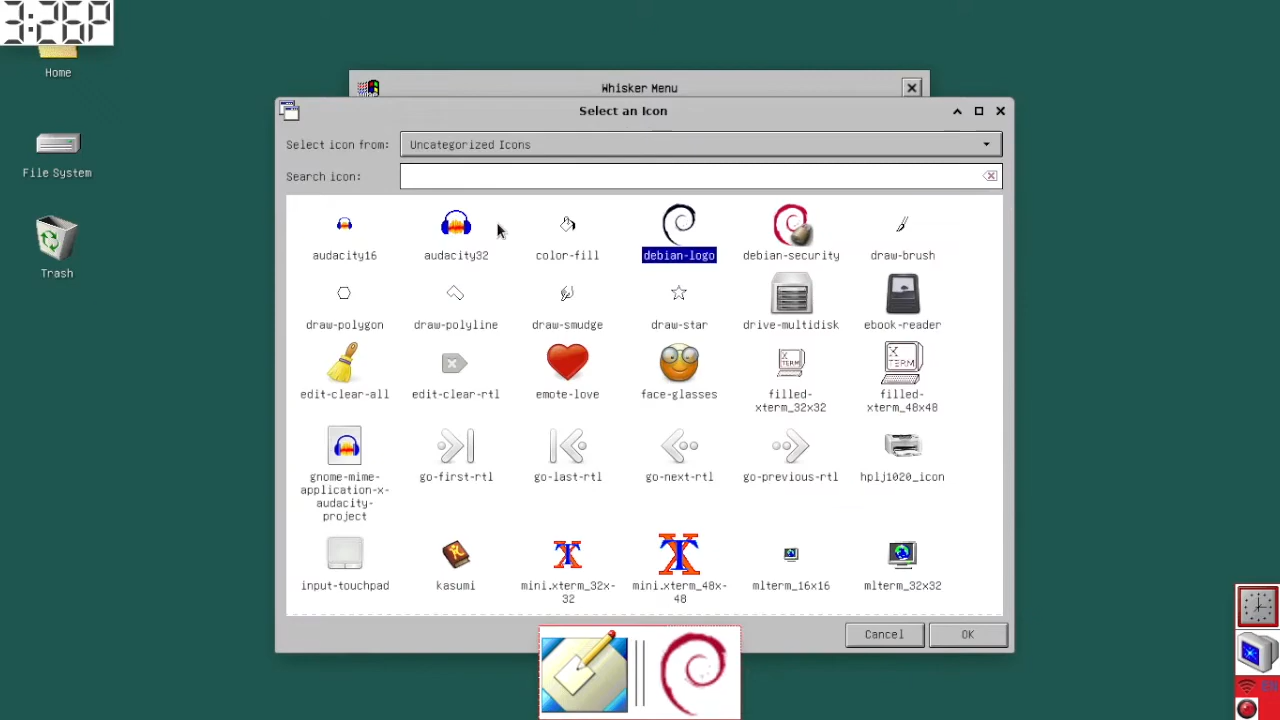 3:26P
Home
File System
Trash
Whisker Menu
Select an Icon
Select icon from: Uncategorized Icons
Search icon:
audacity16 audacity32 color-fill debian-logo debian-security draw-brush
draw-polygon draw-polyline draw-smudge draw-star drive-multidisk ebook-reader
edit-clear-all edit-clear-rtl emote-love face-glasses filled-xterm_32x32 filled-xterm_48x48
gnome-mime-application-x-audacity-project go-first-rtl go-last-rtl go-next-rtl go-previous-rtl hplj1020_icon
input-touchpad kasumi mini.xterm_32x-32 mini.xterm_48x-48 mlterm_16x16 mlterm_32x32
Cancel OK